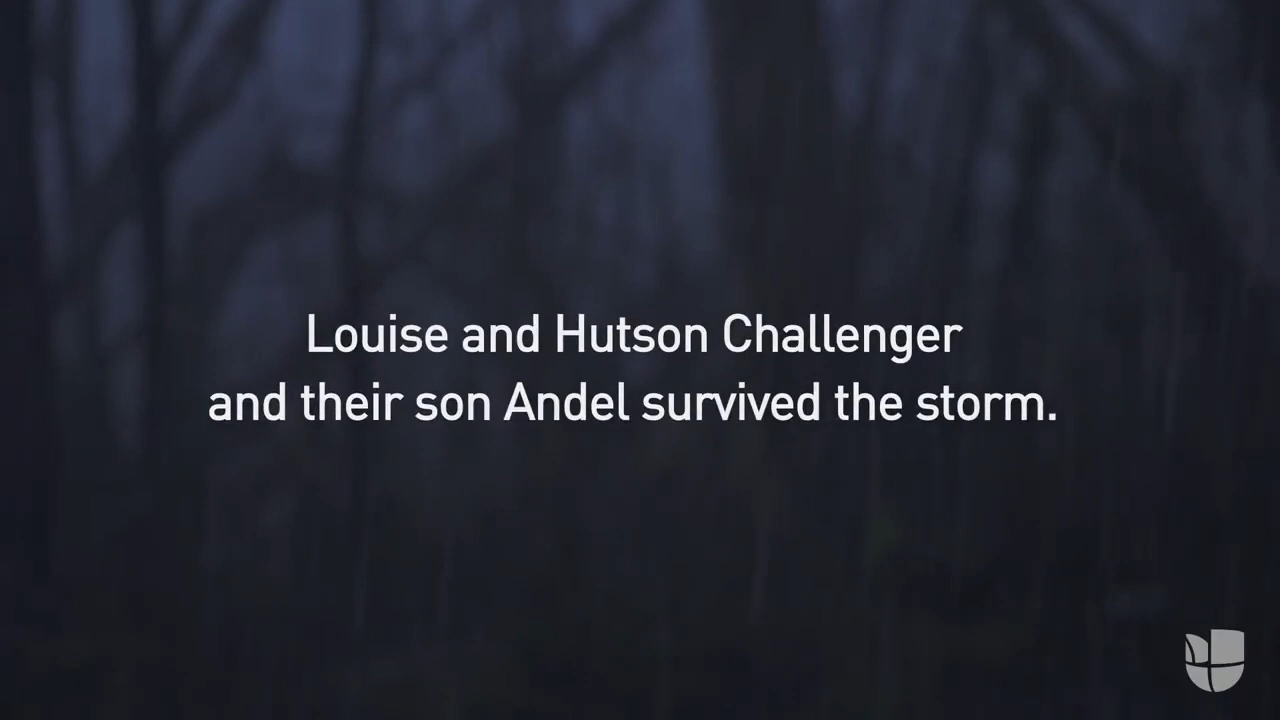 Louise and Hutson Challenger
and their son Andel survived the storm.